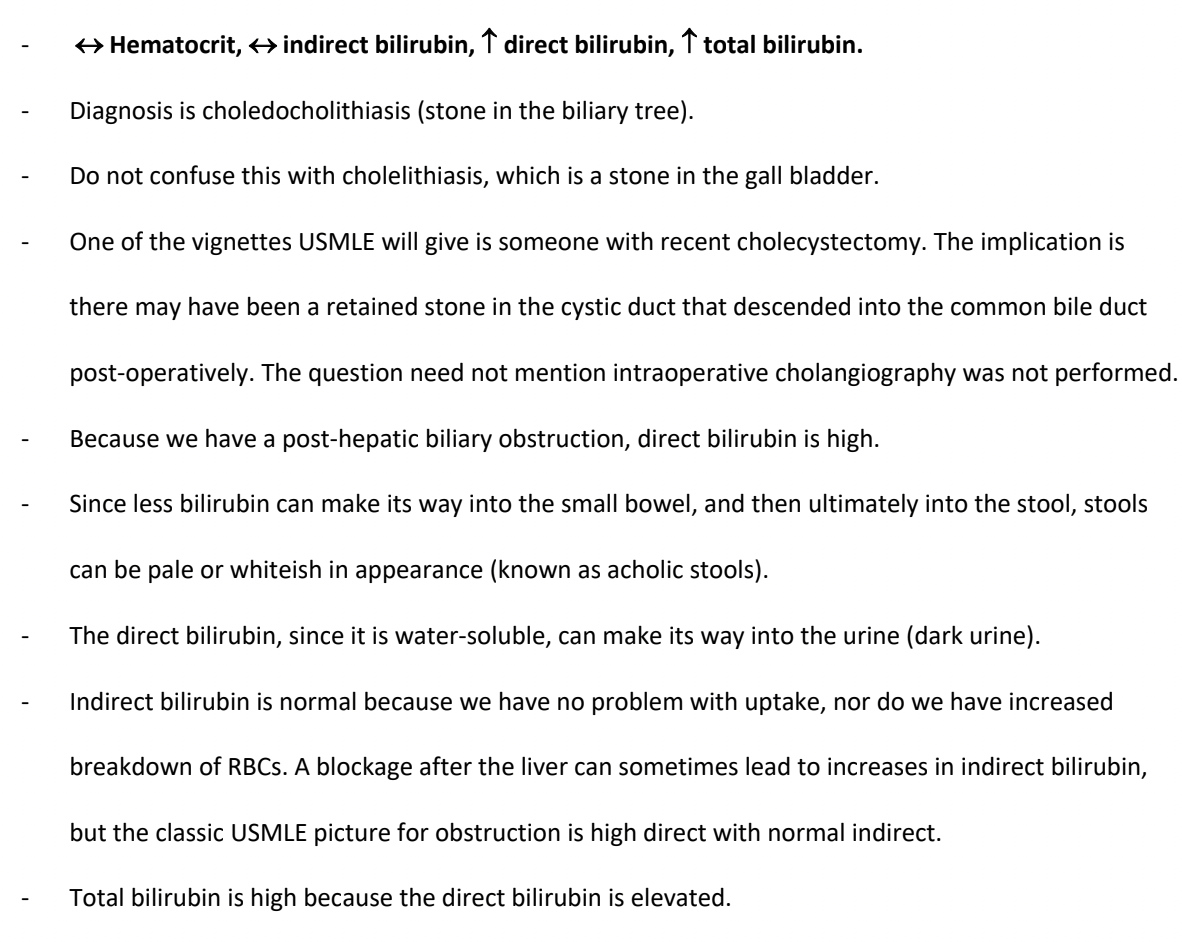 - ↔ Hematocrit, ↔ indirect bilirubin, ↑ direct bilirubin, ↑ total bilirubin.
- Diagnosis is choledocholithiasis (stone in the biliary tree).
- Do not confuse this with cholelithiasis, which is a stone in the gall bladder.
- One of the vignettes USMLE will give is someone with recent cholecystectomy. The implication is
there may have been a retained stone in the cystic duct that descended into the common bile duct
post-operatively. The question need not mention intraoperative cholangiography was not performed.
- Because we have a post-hepatic biliary obstruction, direct bilirubin is high.
- Since less bilirubin can make its way into the small bowel, and then ultimately into the stool, stools
can be pale or whiteish in appearance (known as acholic stools).
- The direct bilirubin, since it is water-soluble, can make its way into the urine (dark urine).
- Indirect bilirubin is normal because we have no problem with uptake, nor do we have increased
breakdown of RBCs. A blockage after the liver can sometimes lead to increases in indirect bilirubin,
but the classic USMLE picture for obstruction is high direct with normal indirect.
- Total bilirubin is high because the direct bilirubin is elevated.